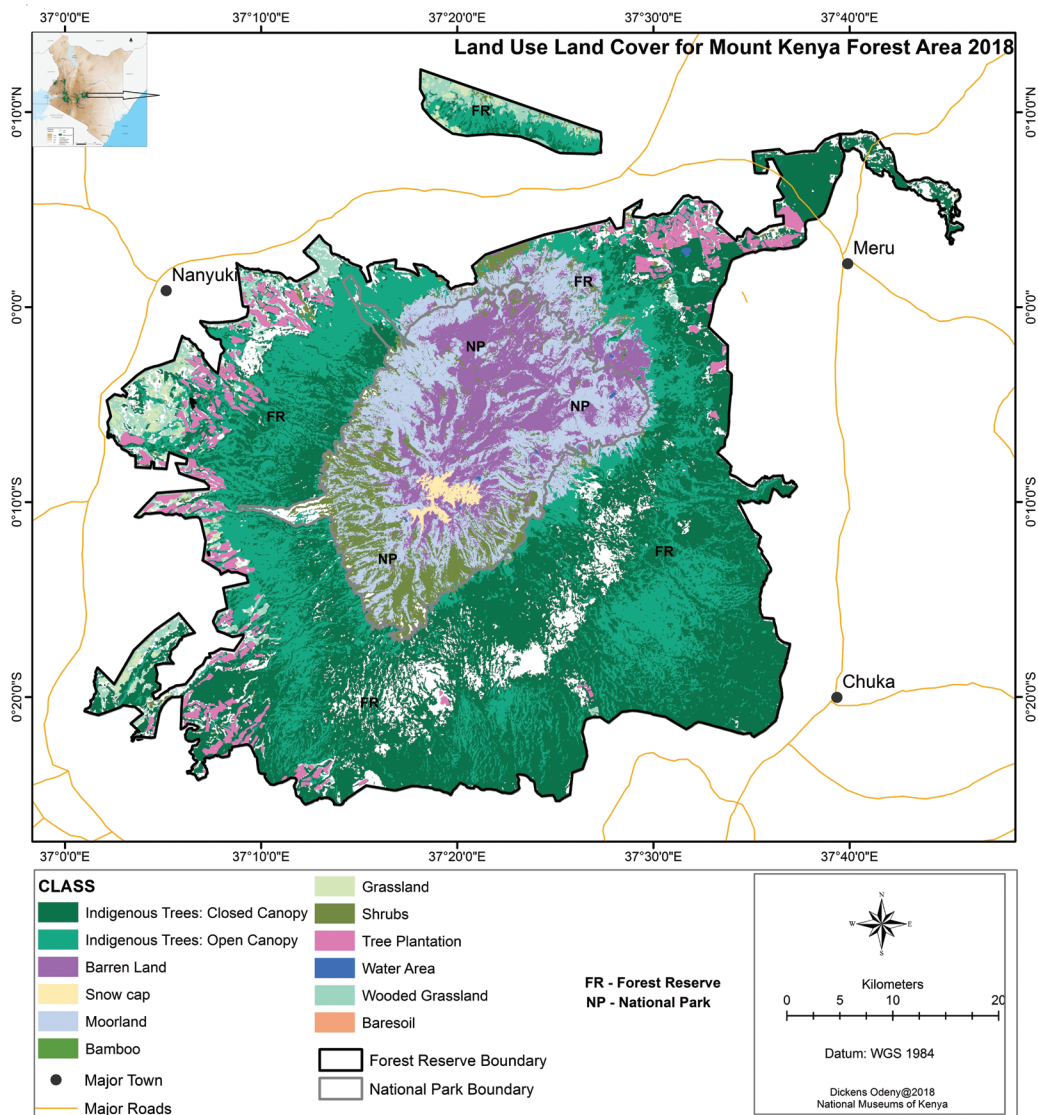 37°0'0"E 37°10'0"E 37°20'0"E 37°30'0"E 37°40'0"E
Land Use Land Cover for Mount Kenya Forest Area 2018
0°10'0"N FR 0°10'0"N
Meru
Nanyuki
FR
0°0'0" 0°0'0"
NP
NP
FR
0°10'0"S 0°10'0"S
FR
NP
Chuka
0°20'0"S FR 0°20'0"S
37°0'0"E 37°10'0"E 37°20'0"E 37°30'0"E 37°40'0"E
CLASS
Indigenous Trees: Closed Canopy
Indigenous Trees: Open Canopy
Barren Land
Snow cap
Moorland
Bamboo
Major Town
Major Roads
Grassland
Shrubs
Tree Plantation
Water Area
Wooded Grassland
Baresoil
Forest Reserve Boundary
National Park Boundary
FR - Forest Reserve
NP - National Park
N
W E
S
Kilometers
0 5 10 20
Datum: WGS 1984
Dickens Odeny@2018
National Museums of Kenya